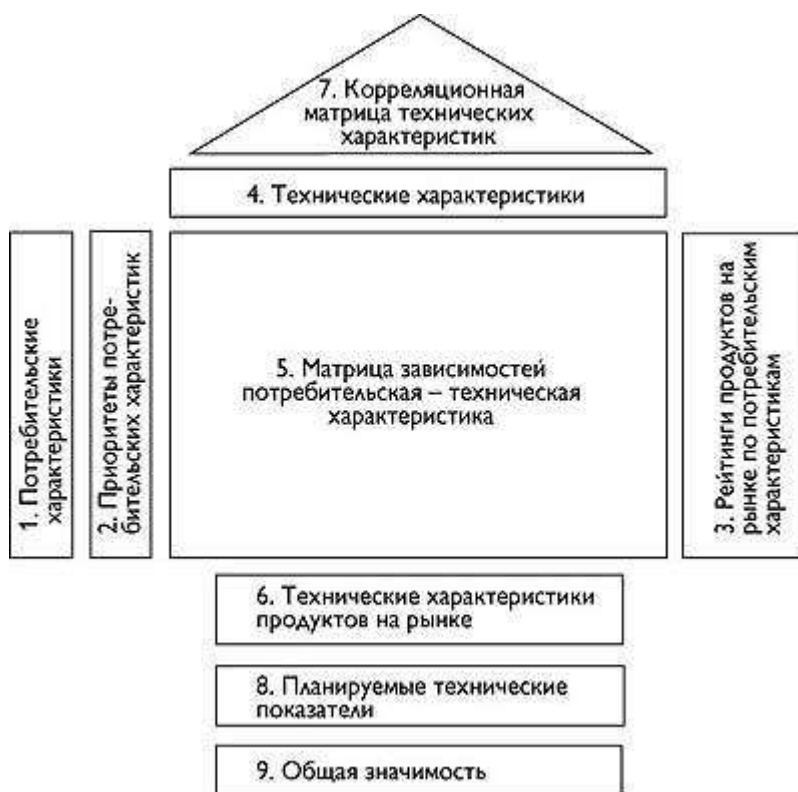 7. Корреляционная
матрица технических
характеристик
4. Технические характеристики
1. Потребительские
характеристики
2. Приоритеты потре-
бительских характеристик
5. Матрица зависимостей
потребительская – техническая
характеристика
3. Рейтинги продуктов на
рынке по потребительским
характеристикам
6. Технические характеристики
продуктов на рынке
8. Планируемые технические
показатели
9. Общая значимость